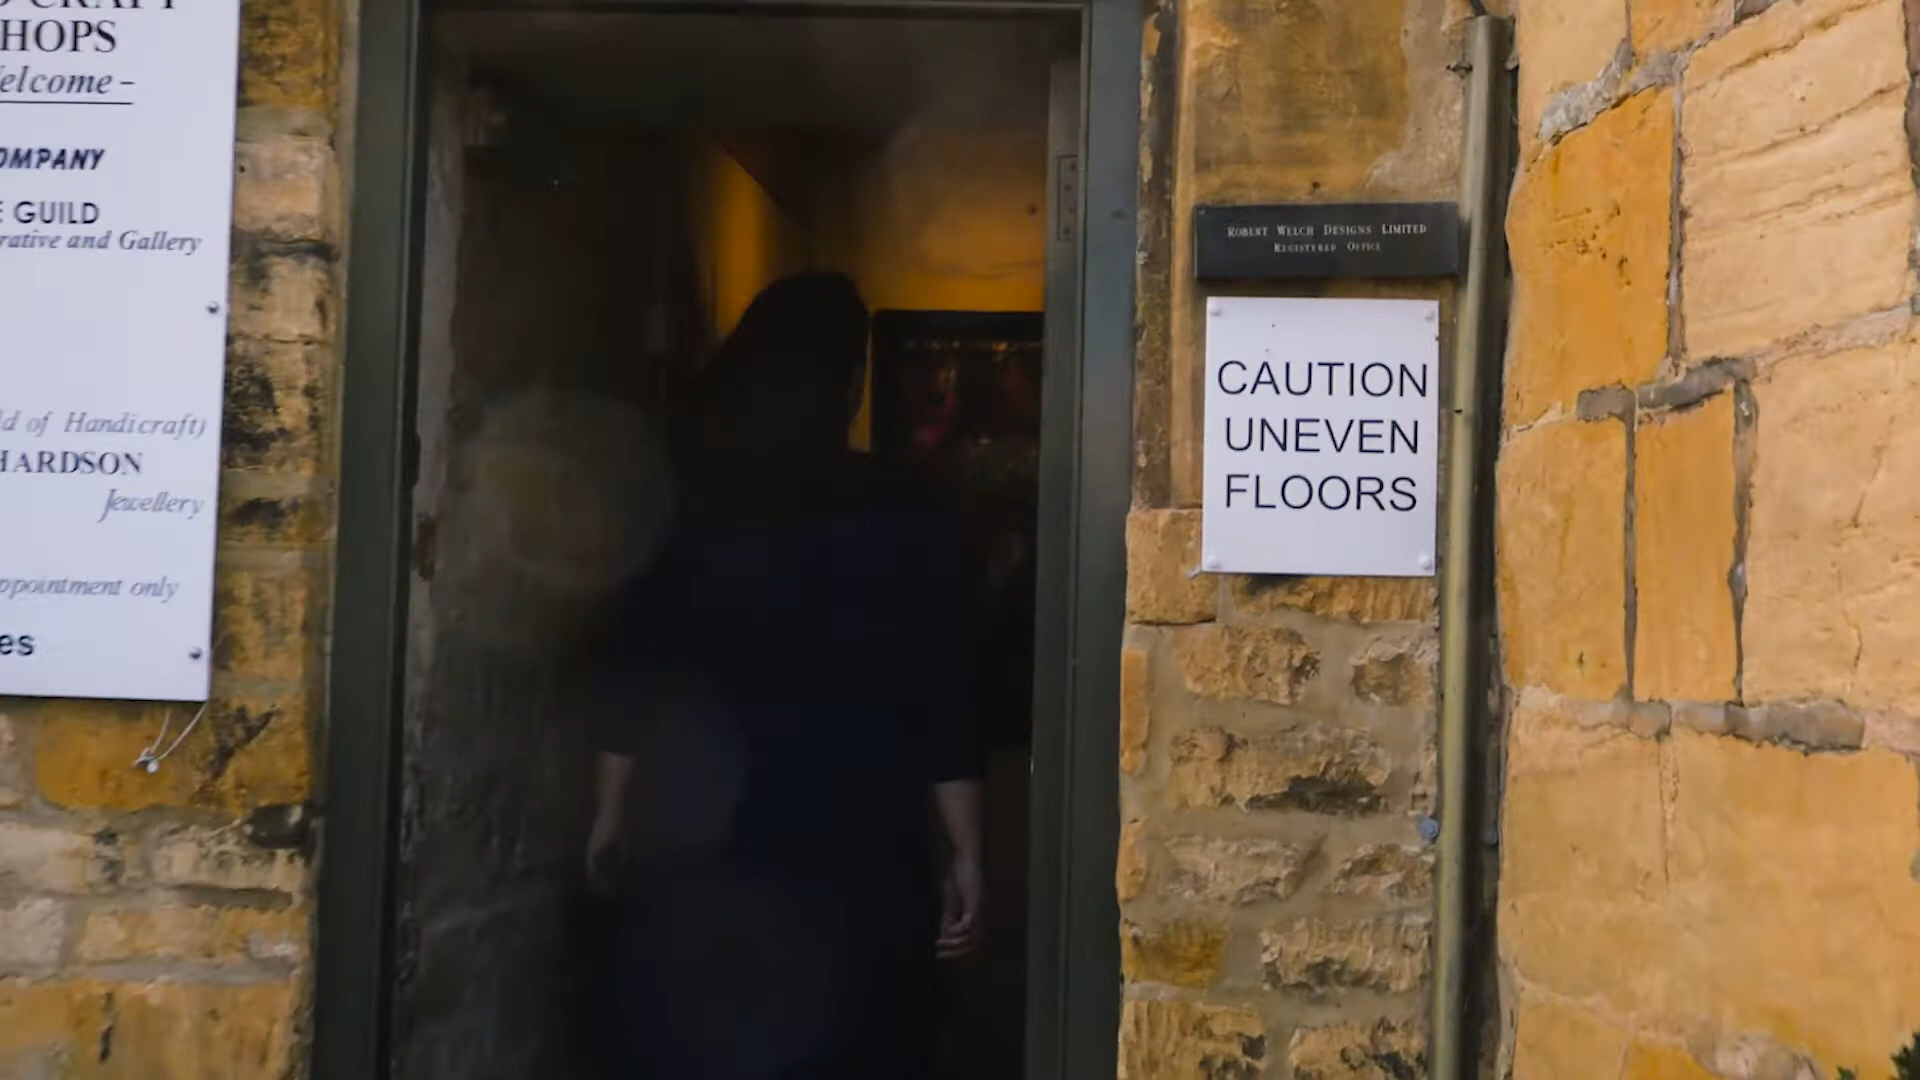 HOPS
elcome –
OMPANY
E GUILD
rative and Gallery
ld of Handicraft)
HARDSON
Jewellery
ppointment only
es
ROBERT WELCH DESIGNS LIMITED
REGISTERED OFFICE
CAUTION
UNEVEN
FLOORS